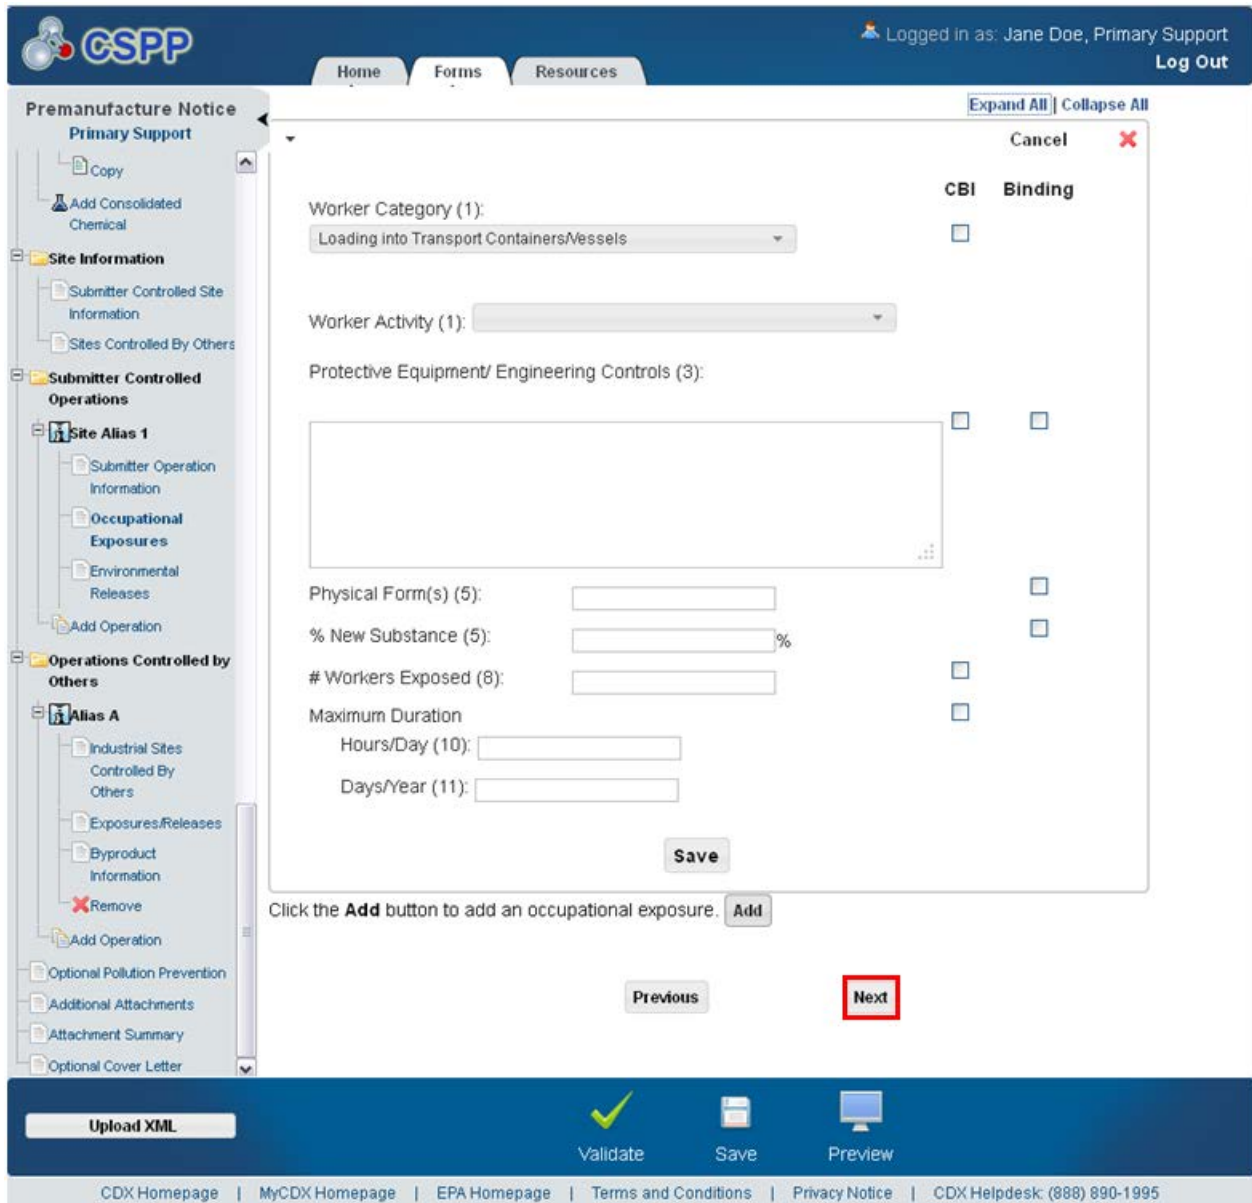 CSPP
Logged in as: Jane Doe, Primary Support
Log Out
Home
Forms
Resources
Premanufacture Notice
Primary Support
Copy
Add Consolidated
Chemical
Site Information
Submitter Controlled Site
Information
Sites Controlled By Others
Submitter Controlled
Operations
Site Alias 1
Submitter Operation
Information
Occupational
Exposures
Environmental
Releases
Add Operation
Operations Controlled by
Others
Alias A
Industrial Sites
Controlled By
Others
Exposures/Releases
Byproduct
Information
Remove
Add Operation
Optional Pollution Prevention
Additional Attachments
Attachment Summary
Optional Cover Letter
Expand All | Collapse All
Cancel
CBI Binding
Worker Category (1):
Loading into Transport Containers/Vessels
Worker Activity (1):
Protective Equipment/ Engineering Controls (3):
Physical Form(s) (5):
% New Substance (5): %
# Workers Exposed (8):
Maximum Duration
Hours/Day (10):
Days/Year (11):
Save
Click the Add button to add an occupational exposure. Add
Previous Next
Upload XML
Validate Save Preview
CDX Homepage | MyCDX Homepage | EPA Homepage | Terms and Conditions | Privacy Notice | CDX Helpdesk: (888) 890-1995